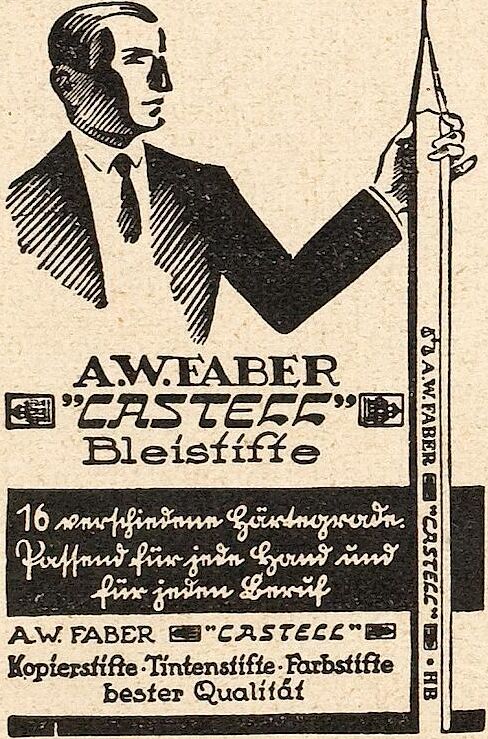 A.W.FABER
"CASTELL"
Bleistifte
16 verschiedene Härtegrade.
Passend für jede Hand und
für jeden Beruf
A.W. FABER "CASTELL"
Kopierstifte·Tintenstifte·Farbstifte
bester Qualität
A.W.FABER "CASTELL" · HB